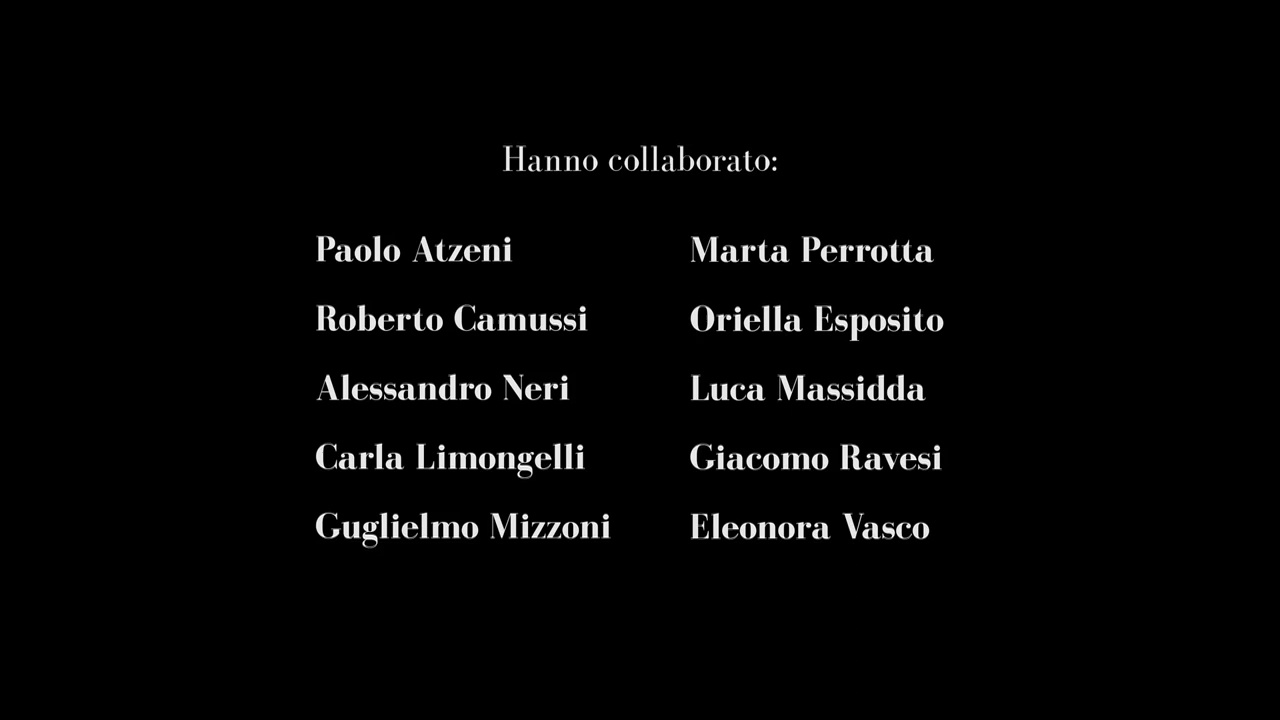 Hanno collaborato:
Paolo Atzeni
Roberto Camussi
Alessandro Neri
Carla Limongelli
Guglielmo Mizzoni
Marta Perrotta
Oriella Esposito
Luca Massidda
Giacomo Ravesi
Eleonora Vasco